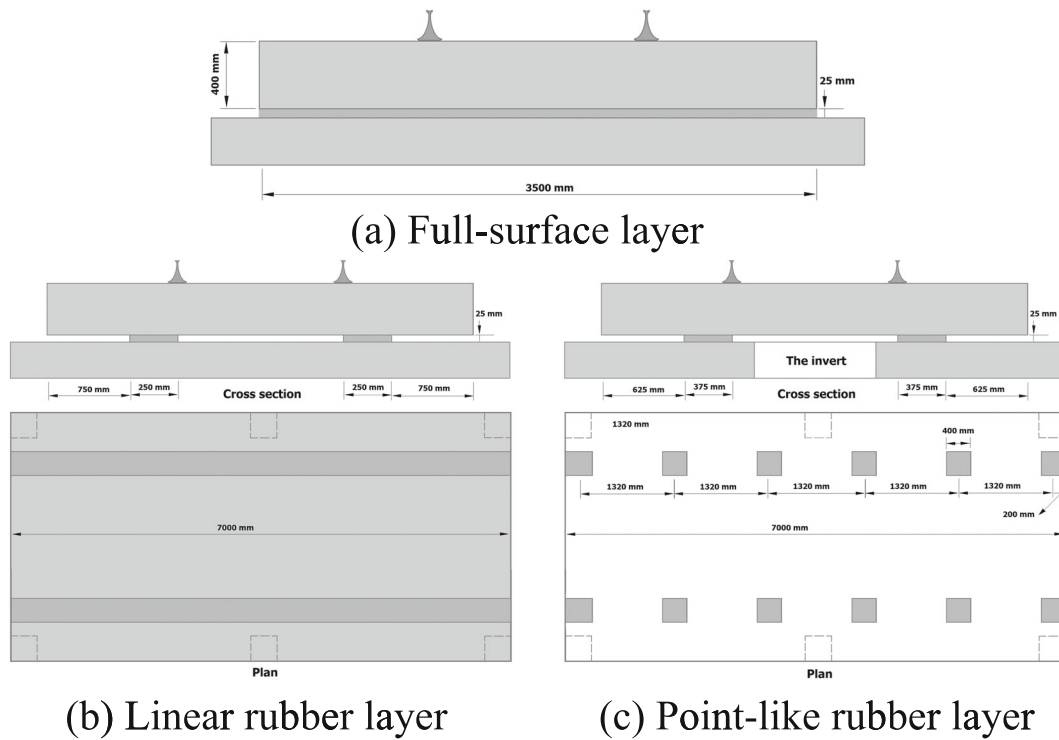 400 mm
25 mm
3500 mm
(a) Full-surface layer
25 mm
750 mm
250 mm
Cross section
250 mm
750 mm
7000 mm
Plan
(b) Linear rubber layer
25 mm
The invert
625 mm
375 mm
Cross section
375 mm
625 mm
1320 mm
400 mm
1320 mm
1320 mm
1320 mm
1320 mm
1320 mm
200 mm
7000 mm
Plan
(c) Point-like rubber layer